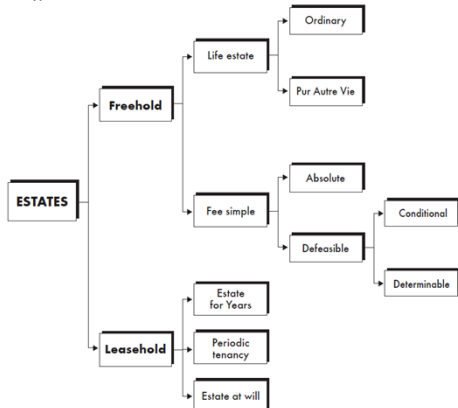 Ordinary
Life estate
Pur Autre Vie
Freehold
Absolute
ESTATES
Fee simple
Conditional
Defeasible
Determinable
Estate
for Years
Leasehold
Periodic
tenancy
Estate at will